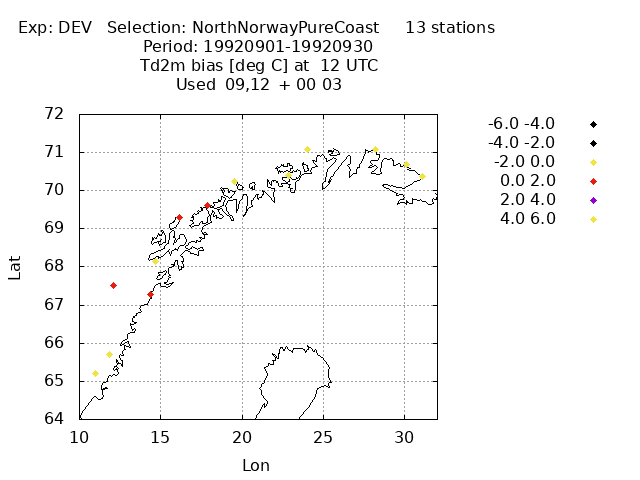 Exp: DEV Selection: NorthNorwayPureCoast 13 stations
Period: 19920901-19920930
Td2m bias [deg C] at 12 UTC
Used 09,12 + 00 03
-6.0 -4.0
-4.0 -2.0
-2.0 0.0
0.0 2.0
2.0 4.0
4.0 6.0
72
71
70
69
68
67
66
65
64
Lat
10 15 20 25 30
Lon